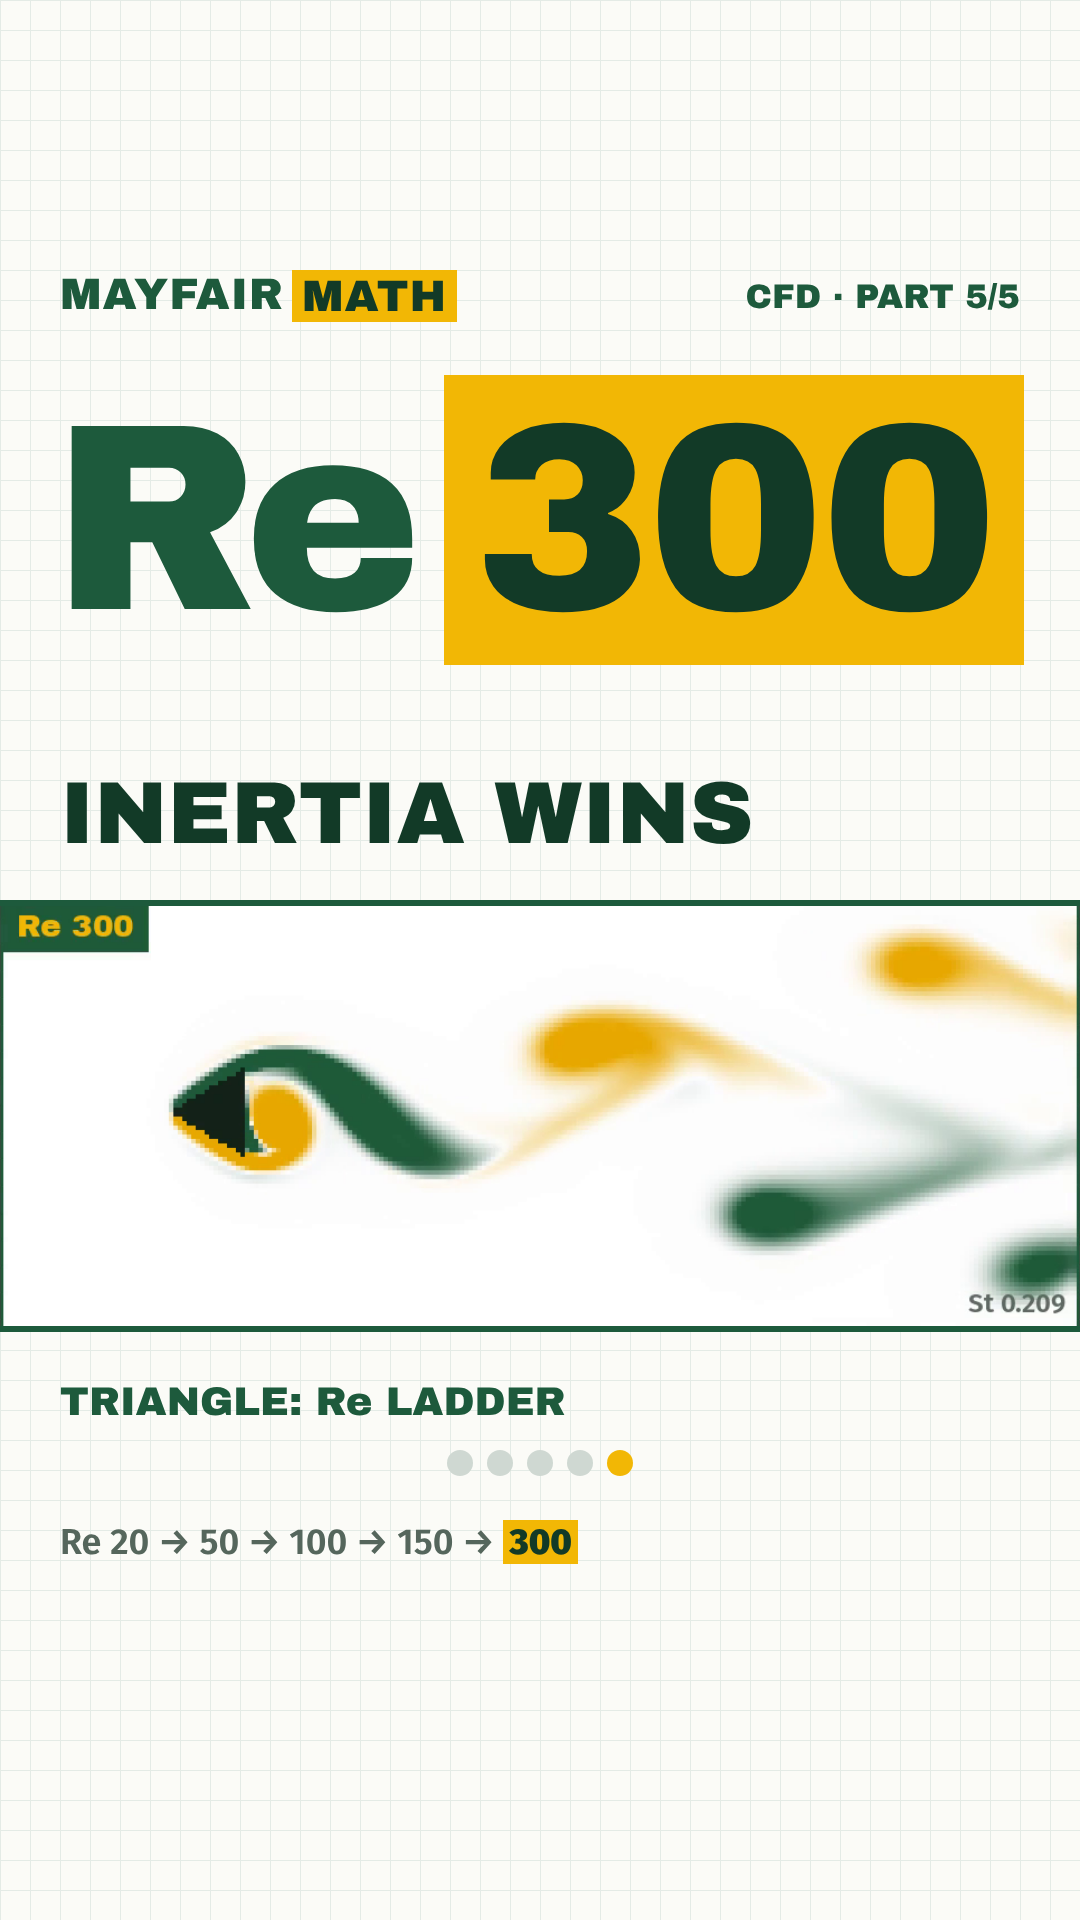 MAYFAIR MATH
CFD · PART 5/5
Re 300
INERTIA WINS
Re 300
St 0.209
TRIANGLE: Re LADDER
Re 20 → 50 → 100 → 150 → 300